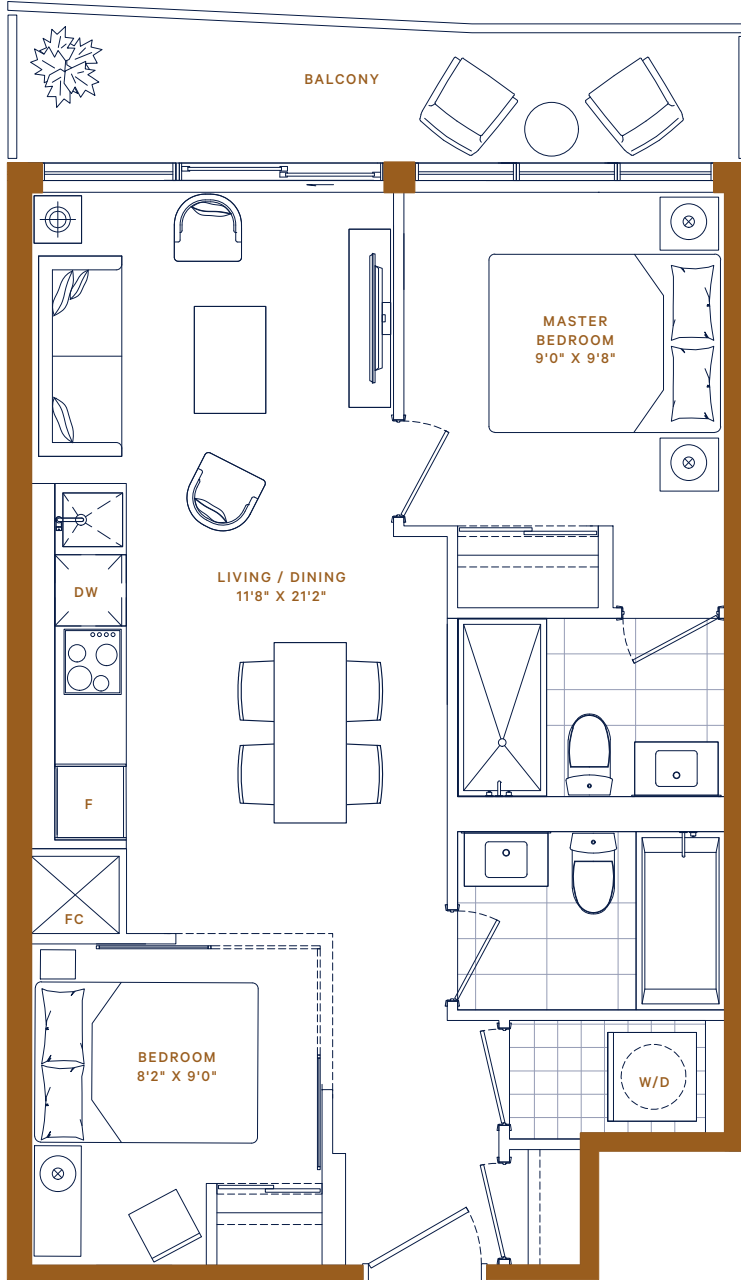 BALCONY
MASTER
BEDROOM
9'0" X 9'8"
LIVING / DINING
11'8" X 21'2"
DW
F
FC
BEDROOM
8'2" X 9'0"
W/D